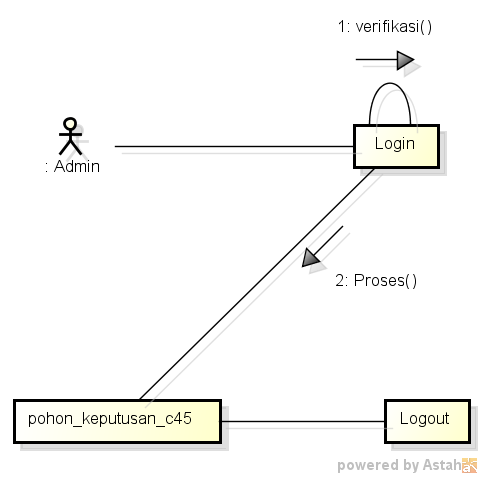 1: verifikasi()
: Admin
Login
2: Proses()
pohon_keputusan_c45
Logout
powered by Astah